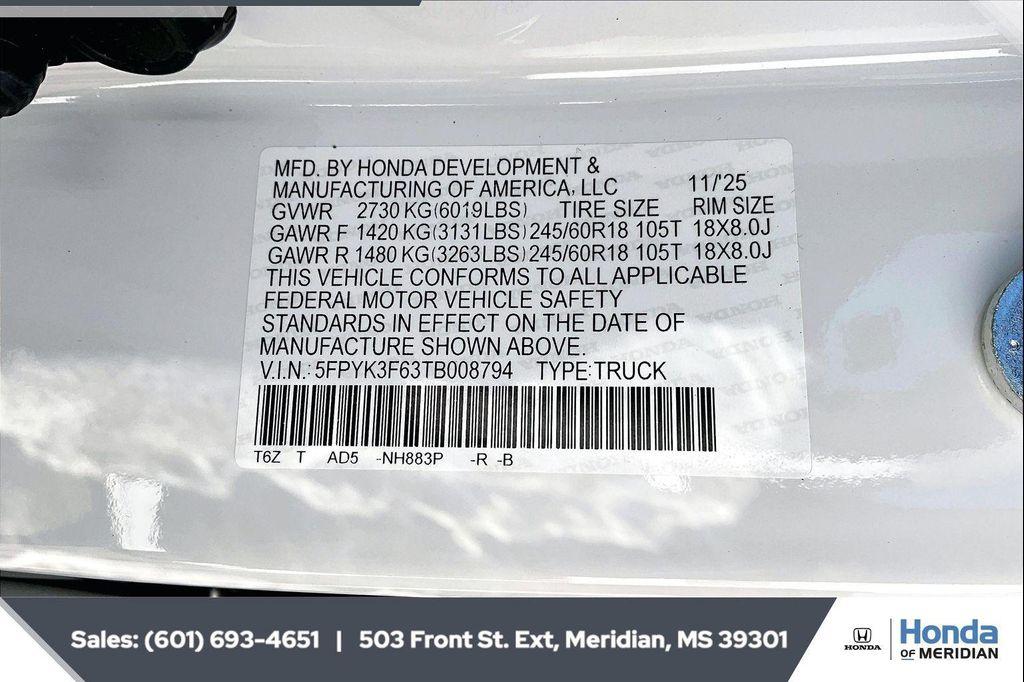 MFD. BY HONDA DEVELOPMENT &
MANUFACTURING OF AMERICA, LLC 11/'25
GVWR 2730 KG(6019LBS) TIRE SIZE RIM SIZE
GAWR F 1420 KG(3131LBS) 245/60R18 105T 18X8.0J
GAWR R 1480 KG(3263LBS) 245/60R18 105T 18X8.0J
THIS VEHICLE CONFORMS TO ALL APPLICABLE
FEDERAL MOTOR VEHICLE SAFETY
STANDARDS IN EFFECT ON THE DATE OF
MANUFACTURE SHOWN ABOVE.
V.I.N.: 5FPYK3F63TB008794 TYPE: TRUCK
T6Z T AD5 -NH883P -R -B
Sales: (601) 693-4651 | 503 Front St. Ext, Meridian, MS 39301
HONDA
Honda
OF MERIDIAN